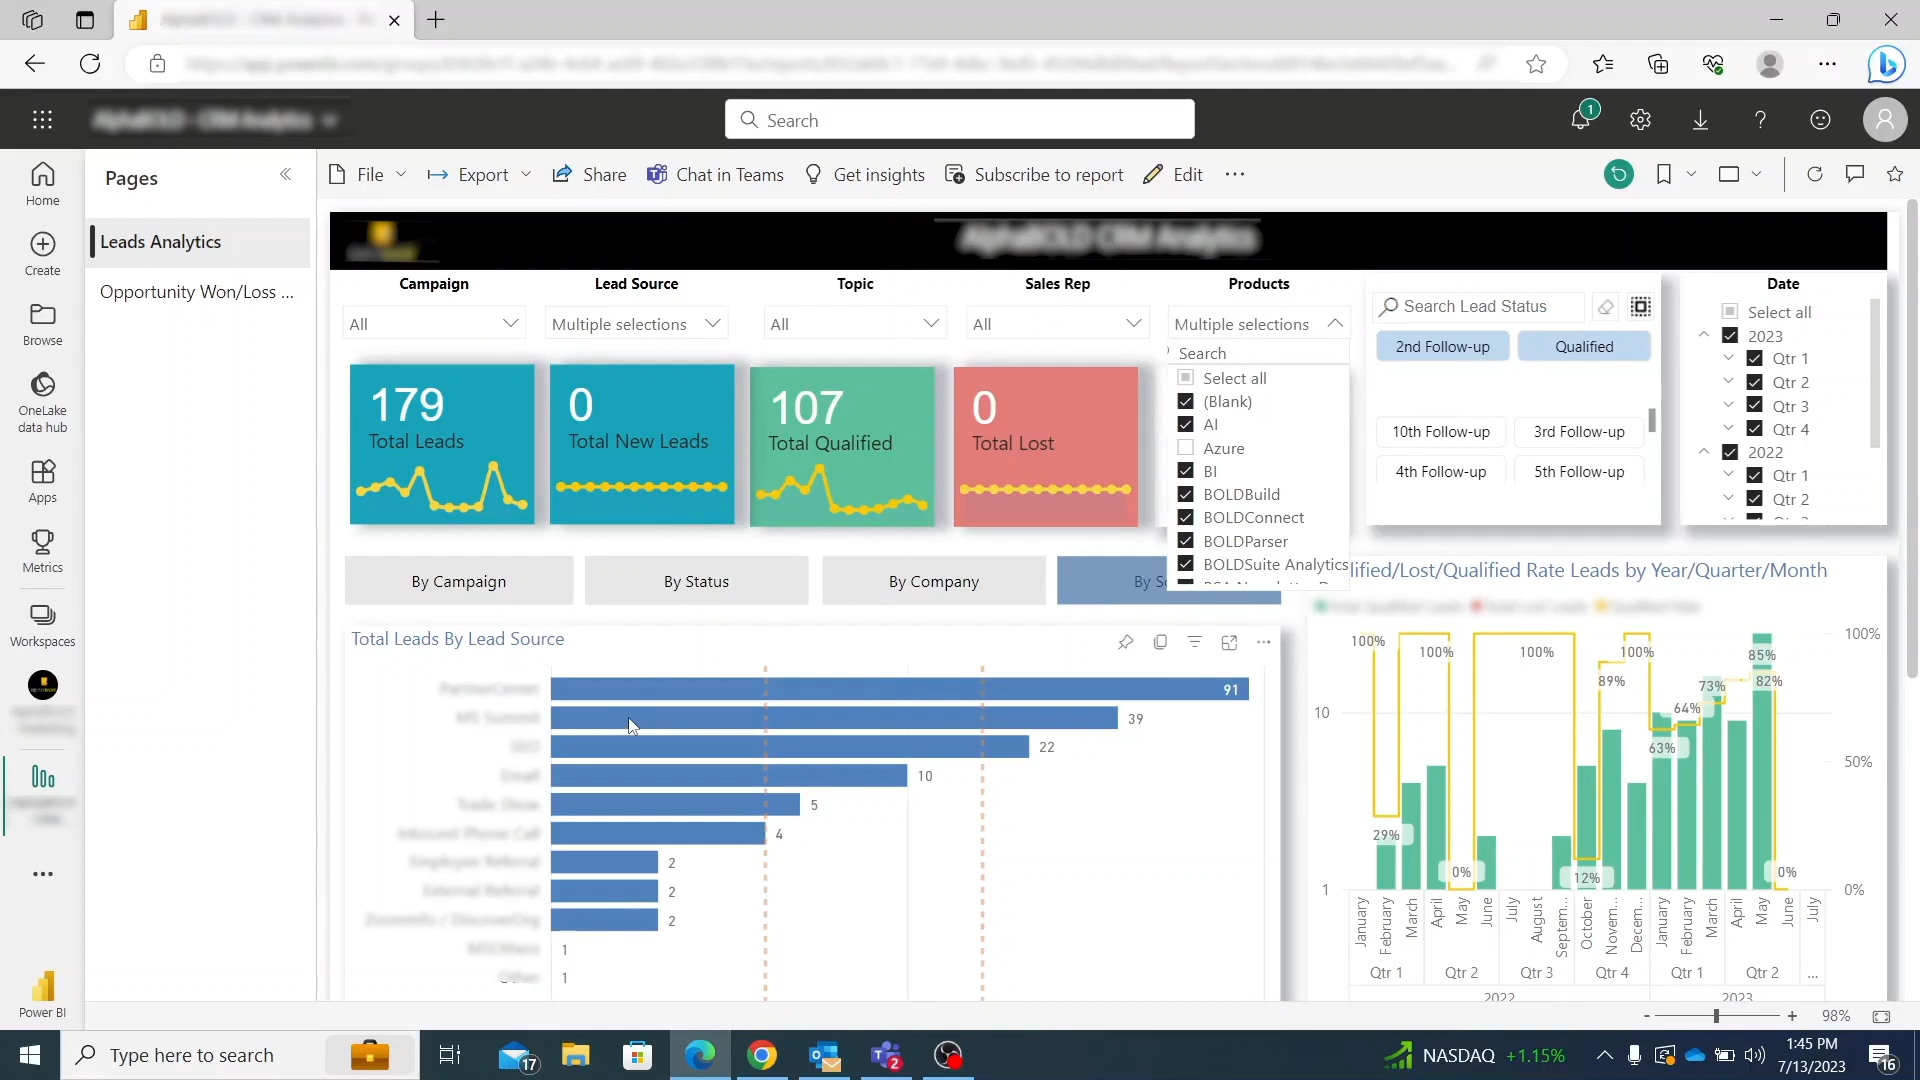 Search
1
Home
Create
Browse
OneLake
data hub
Apps
Metrics
Workspaces
Power BI
Pages
Leads Analytics
Opportunity Won/Loss ...
File
Export
Share
Chat in Teams
Get insights
Subscribe to report
Edit
Campaign
Lead Source
Topic
Sales Rep
Products
Date
All
Multiple selections
All
All
Multiple selections
Search
Select all
(Blank)
AI
Azure
BI
BOLDBuild
BOLDConnect
BOLDParser
BOLDSuite Analytics
Search Lead Status
2nd Follow-up
Qualified
10th Follow-up
3rd Follow-up
4th Follow-up
5th Follow-up
Select all
2023
Qtr 1
Qtr 2
Qtr 3
Qtr 4
2022
Qtr 1
Qtr 2
179
Total Leads
0
Total New Leads
107
Total Qualified
0
Total Lost
By Campaign
By Status
By Company
By So
Total Leads By Lead Source
91
39
22
10
5
4
2
2
2
1
1
lified/Lost/Qualified Rate Leads by Year/Quarter/Month
100%
100%
100%
100%
85%
100%
89%
73%
82%
10
64%
63%
50%
29%
0%
12%
0%
1
0%
January
February
March
April
May
June
July
August
Septem...
October
Novem...
Decem...
January
February
March
April
May
June
July
Qtr 1
Qtr 2
Qtr 3
Qtr 4
Qtr 1
Qtr 2
...
2022
2023
- + 98%
Type here to search
17
2
NASDAQ +1.15%
1:45 PM
7/13/2023
16